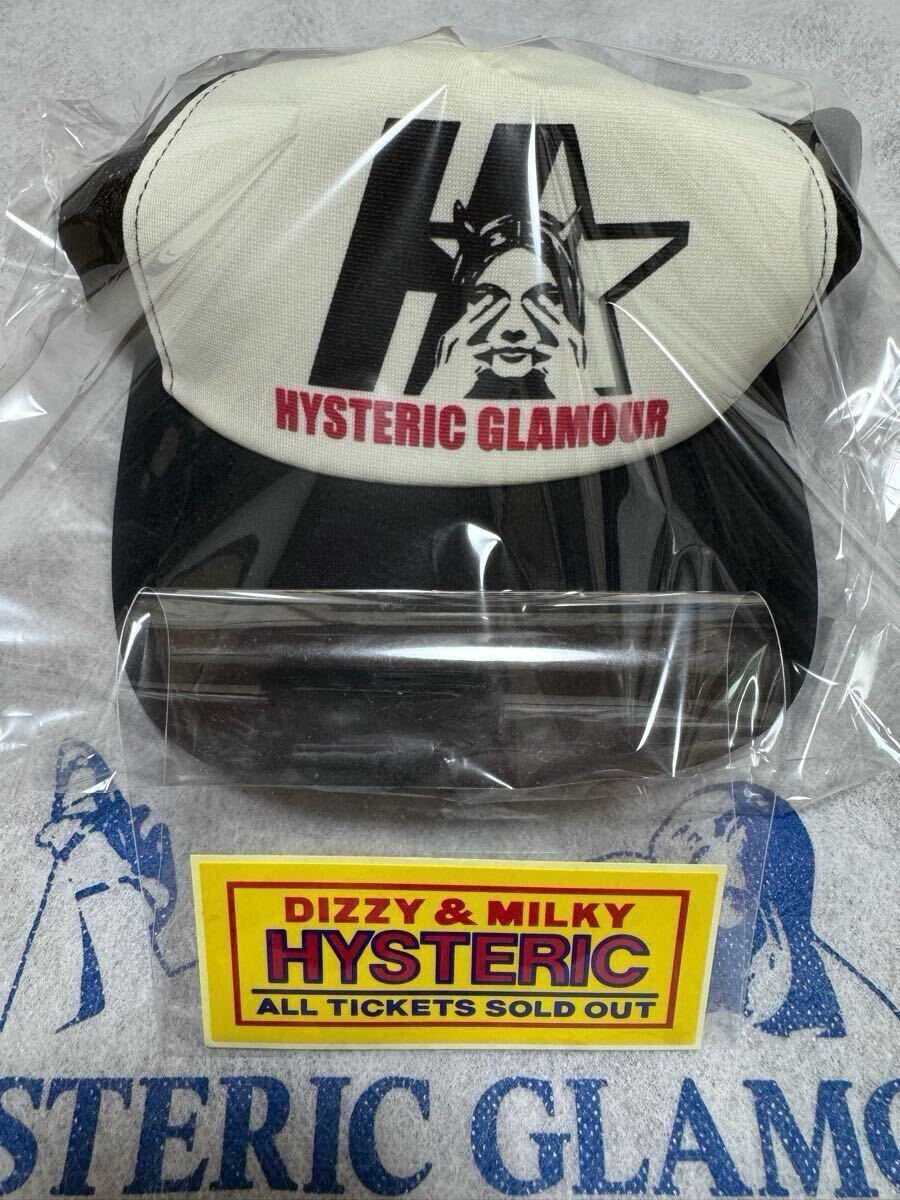 H
HYSTERIC GLAMOUR
DIZZY & MILKY
HYSTERIC
ALL TICKETS SOLD OUT
STERIC GLAMO